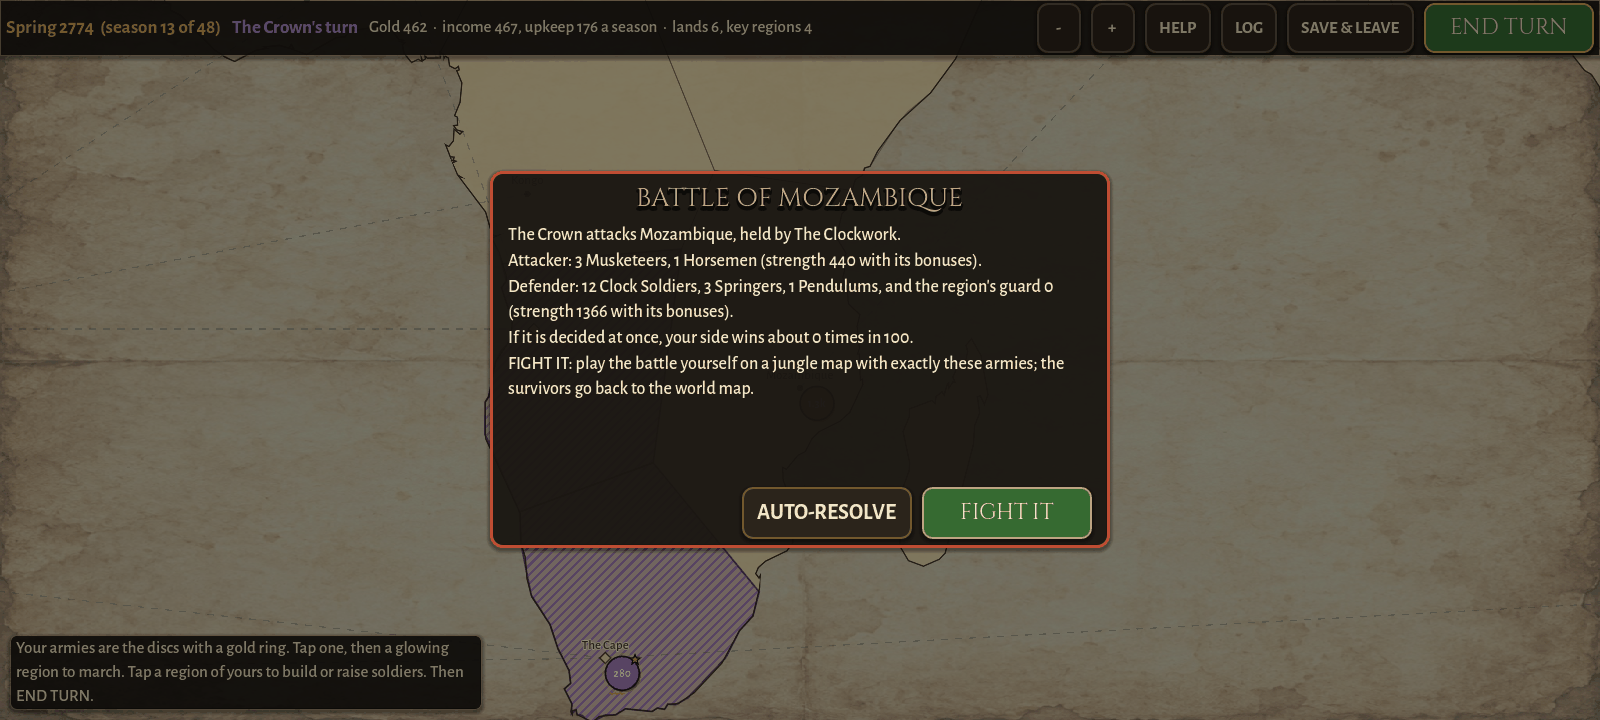 Spring 2774 (season 13 of 48) The Crown's turn Gold 462 · income 467, upkeep 176 a season · lands 6, key regions 4
- + HELP LOG SAVE & LEAVE END TURN
BATTLE OF MOZAMBIQUE
The Crown attacks Mozambique, held by The Clockwork.
Attacker: 3 Musketeers, 1 Horsemen (strength 440 with its bonuses).
Defender: 12 Clock Soldiers, 3 Springers, 1 Pendulums, and the region's guard 0
(strength 1366 with its bonuses).
If it is decided at once, your side wins about 0 times in 100.
FIGHT IT: play the battle yourself on a jungle map with exactly these armies; the
survivors go back to the world map.
AUTO-RESOLVE FIGHT IT
The Cape
280
Your armies are the discs with a gold ring. Tap one, then a glowing
region to march. Tap a region of yours to build or raise soldiers. Then
END TURN.